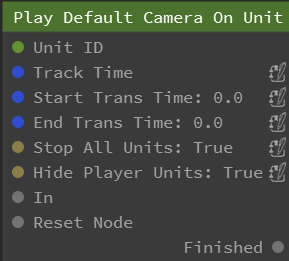 Play Default Camera On Unit
Unit ID
Track Time
Start Trans Time: 0.0
End Trans Time: 0.0
Stop All Units: True
Hide Player Units: True
In
Reset Node
Finished